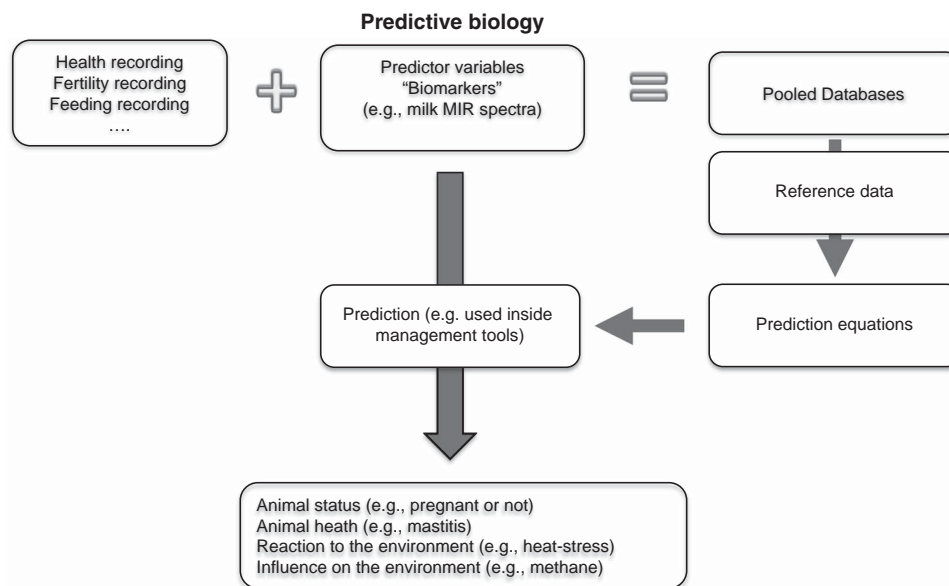 Predictive biology
Health recording
Fertility recording
Feeding recording
….
Predictor variables
“Biomarkers”
(e.g., milk MIR spectra)
Pooled Databases
Reference data
Prediction equations
Prediction (e.g. used inside
management tools)
Animal status (e.g., pregnant or not)
Animal heath (e.g., mastitis)
Reaction to the environment (e.g., heat-stress)
Influence on the environment (e.g., methane)